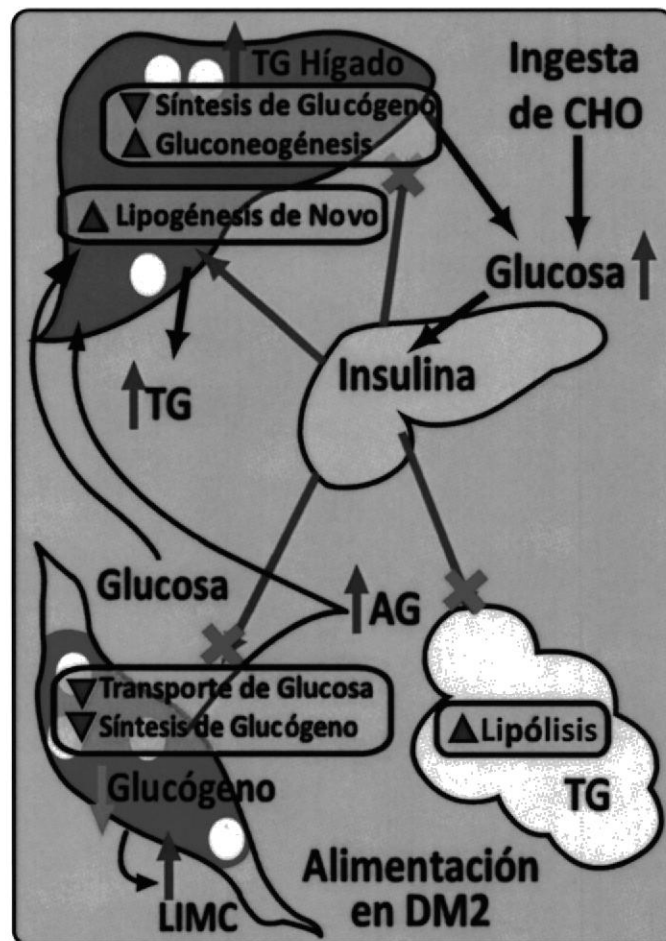 TG Hígado
Síntesis de Glucógeno
Gluconeogénesis
Lipogénesis de Novo
Ingesta
de CHO
Glucosa
Insulina
TG
Glucosa
AG
Transporte de Glucosa
Síntesis de Glucógeno
Glucógeno
LIMC
Lipólisis
TG
Alimentación
en DM2